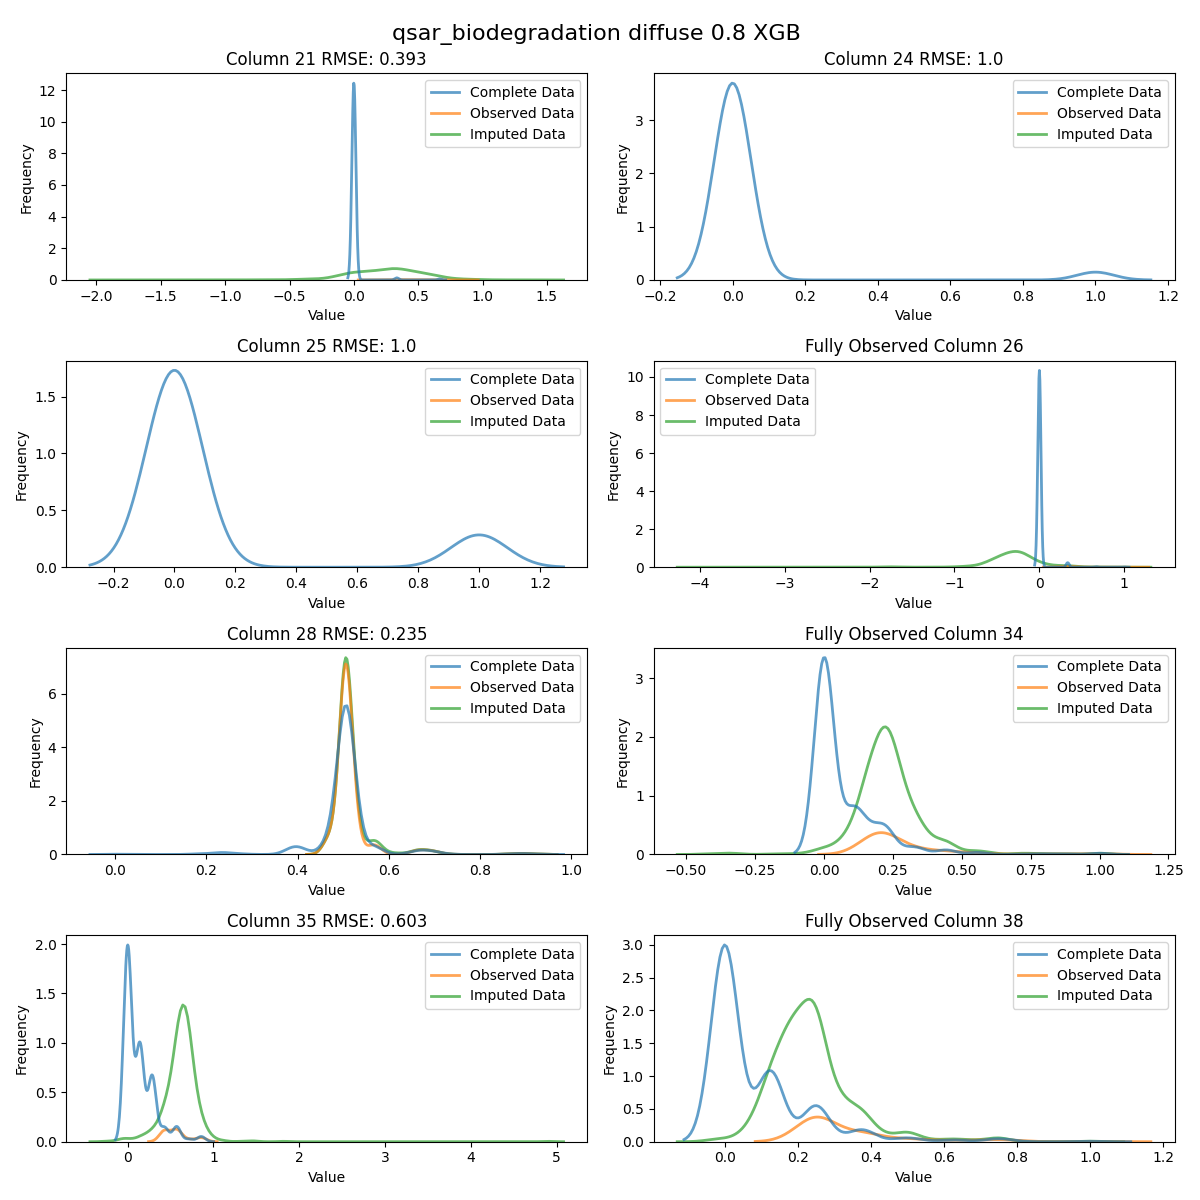 qsar_biodegradation diffuse 0.8 XGB
Column 21 RMSE: 0.393
Frequency
12
10
8
6
4
2
0
Complete Data
Observed Data
Imputed Data
−2.0 −1.5 −1.0 −0.5 0.0 0.5 1.0 1.5
Value
Column 24 RMSE: 1.0
Frequency
3
2
1
0
Complete Data
Observed Data
Imputed Data
−0.2 0.0 0.2 0.4 0.6 0.8 1.0 1.2
Value
Column 25 RMSE: 1.0
Frequency
1.5
1.0
0.5
0.0
Complete Data
Observed Data
Imputed Data
−0.2 0.0 0.2 0.4 0.6 0.8 1.0 1.2
Value
Fully Observed Column 26
Frequency
10
8
6
4
2
0
Complete Data
Observed Data
Imputed Data
−4 −3 −2 −1 0 1
Value
Column 28 RMSE: 0.235
Frequency
6
4
2
0
Complete Data
Observed Data
Imputed Data
0.0 0.2 0.4 0.6 0.8 1.0
Value
Fully Observed Column 34
Frequency
3
2
1
0
Complete Data
Observed Data
Imputed Data
−0.50 −0.25 0.00 0.25 0.50 0.75 1.00 1.25
Value
Column 35 RMSE: 0.603
Frequency
2.0
1.5
1.0
0.5
0.0
Complete Data
Observed Data
Imputed Data
0 1 2 3 4 5
Value
Fully Observed Column 38
Frequency
3.0
2.5
2.0
1.5
1.0
0.5
0.0
Complete Data
Observed Data
Imputed Data
0.0 0.2 0.4 0.6 0.8 1.0 1.2
Value